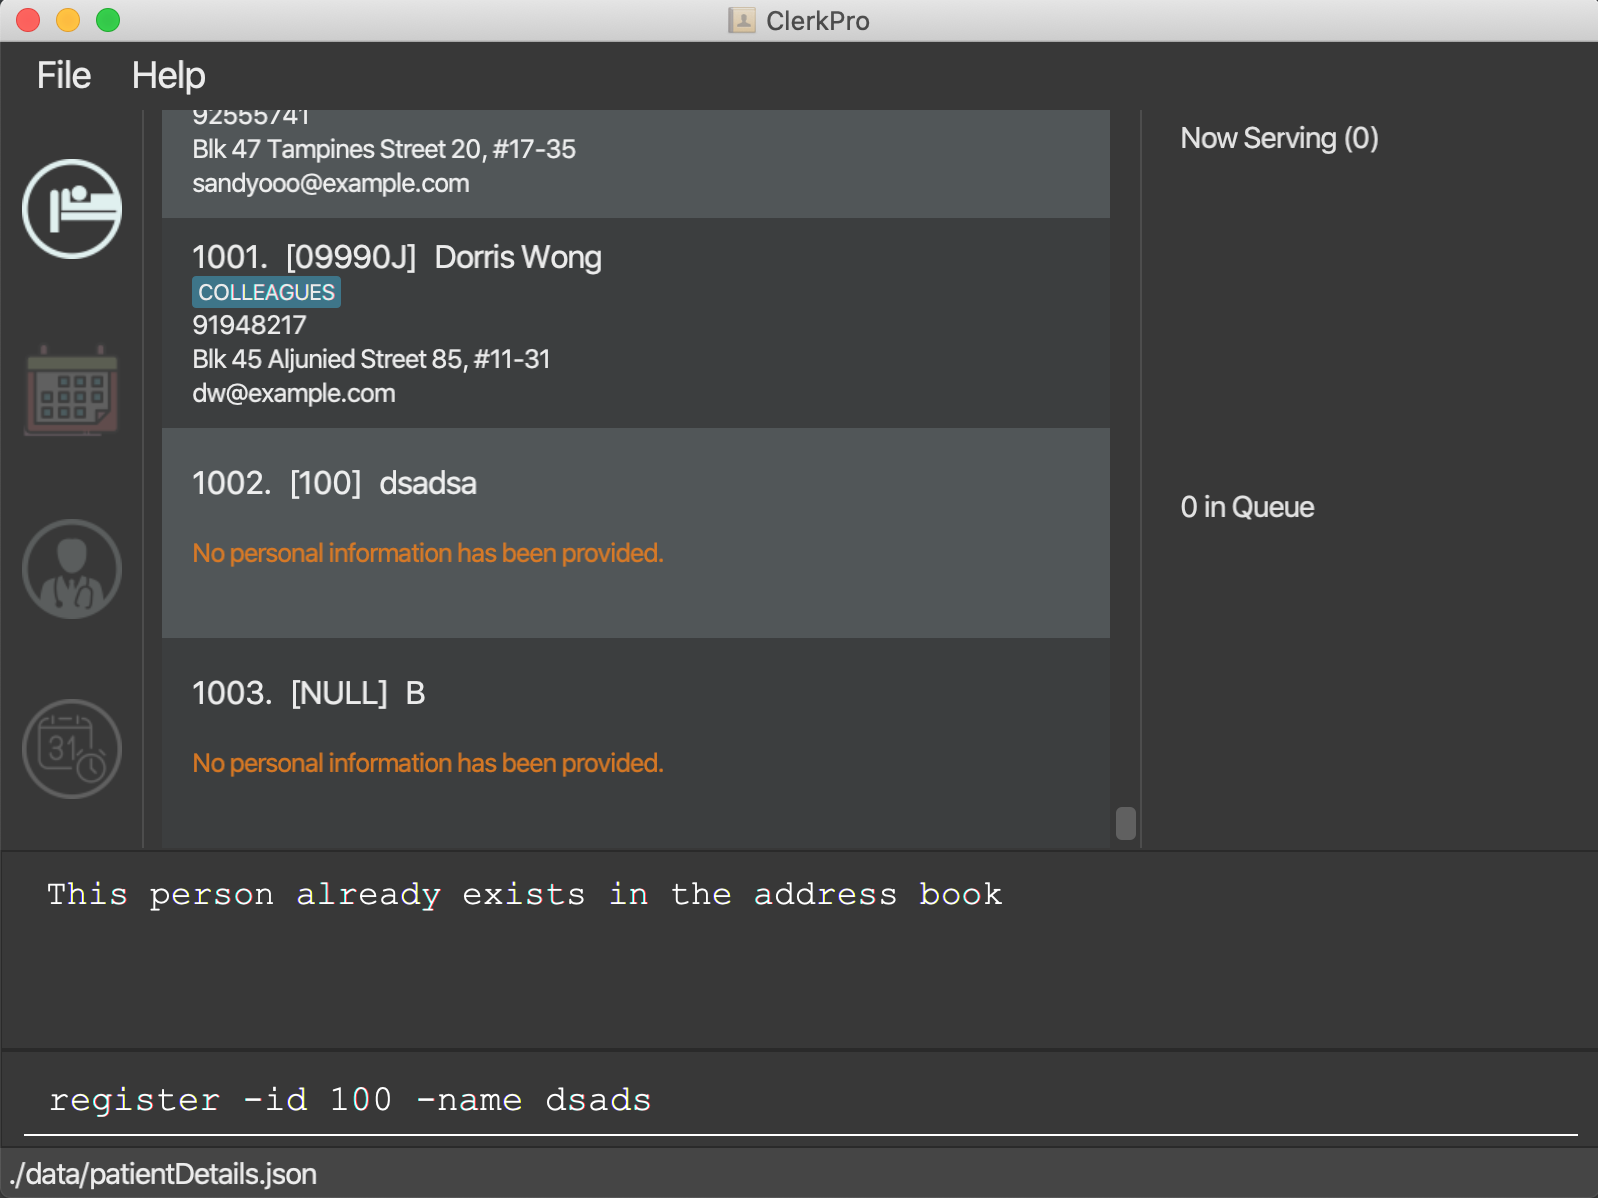 ClerkPro
File Help
92555741
Blk 47 Tampines Street 20, #17-35
sandyooo@example.com
1001. [09990J] Dorris Wong
COLLEAGUES
91948217
Blk 45 Aljunied Street 85, #11-31
dw@example.com
1002. [100] dsadsa
No personal information has been provided.
1003. [NULL] B
No personal information has been provided.
Now Serving (0)
0 in Queue
31
This person already exists in the address book
register -id 100 -name dsads
./data/patientDetails.json